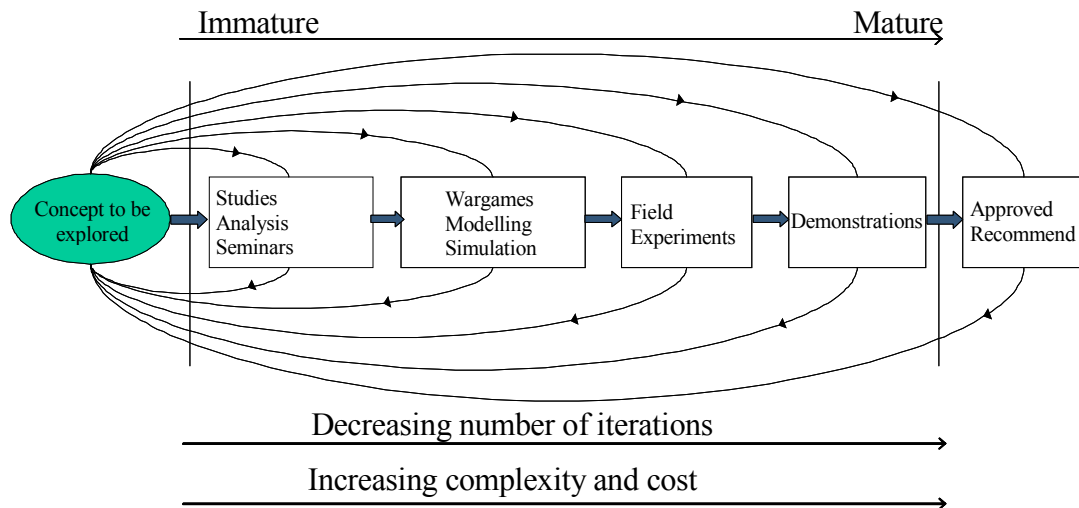 Immature
Mature
Concept to be
explored
Studies
Analysis
Seminars
Wargames
Modelling
Simulation
Field
Experiments
Demonstrations
Approved
Recommend
Decreasing number of iterations
Increasing complexity and cost